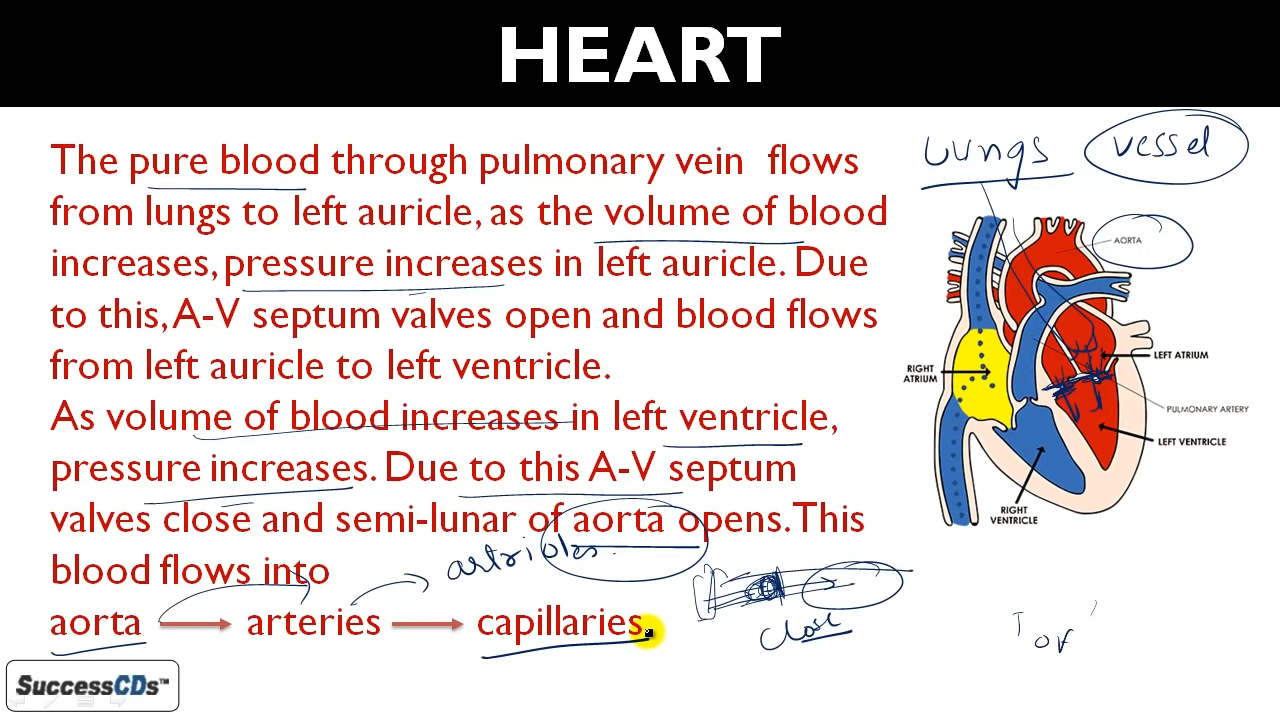 HEART
The pure blood through pulmonary vein flows
from lungs to left auricle, as the volume of blood
increases, pressure increases in left auricle. Due
to this, A-V septum valves open and blood flows
from left auricle to left ventricle.
As volume of blood increases in left ventricle,
pressure increases. Due to this A-V septum
valves close and semi-lunar of aorta opens. This
blood flows into
artrioles
aorta → arteries → capillaries.
close
Lungs vessel
AORTA
LEFT ATRIUM
RIGHT
ATRIUM
PULMONARY ARTERY
LEFT VENTRICLE
RIGHT
VENTRICLE
SuccessCDs™